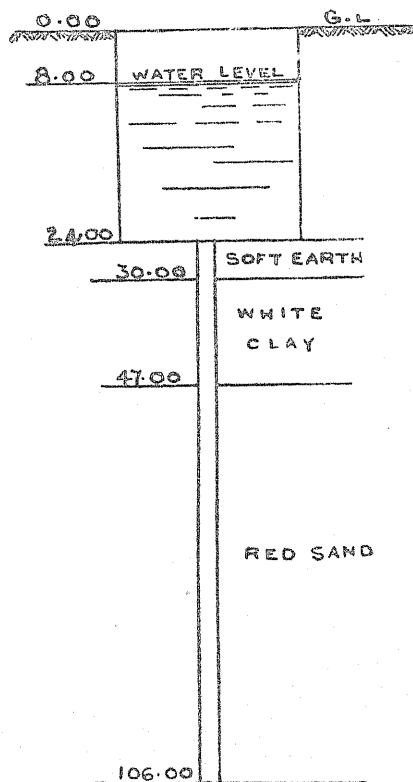 0.00 G.L
8.00 WATER LEVEL
24.00
SOFT EARTH
30.00
WHITE
CLAY
47.00
RED SAND
106.00